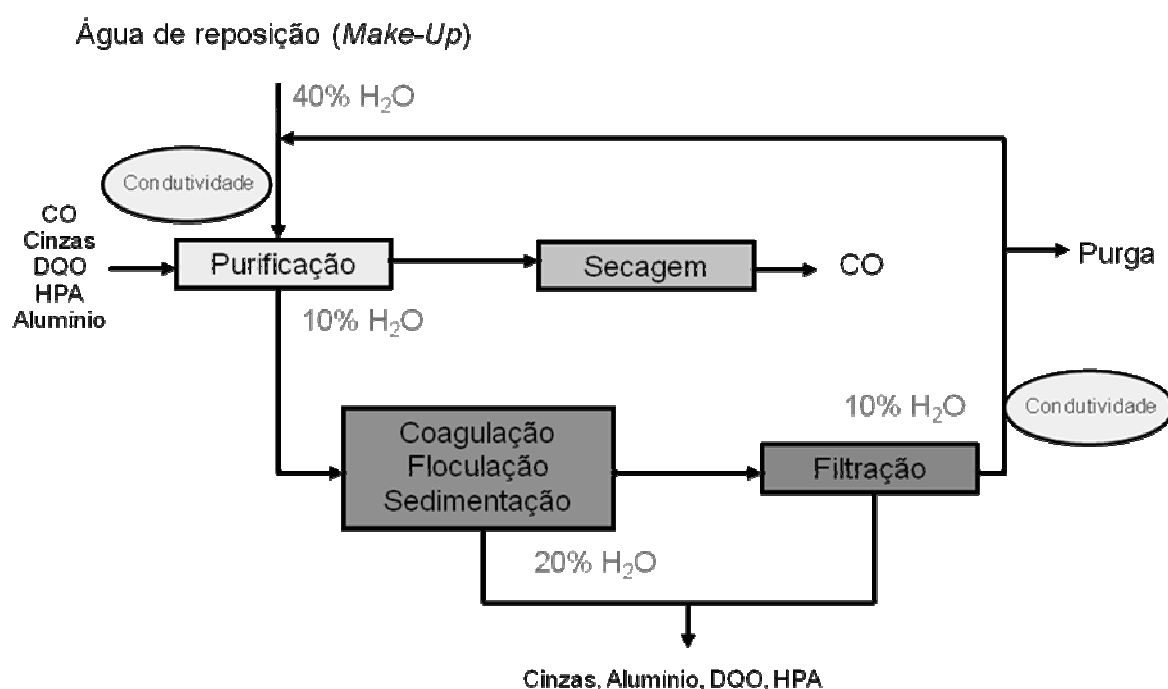 Água de reposição (Make-Up)
40% H₂O
Condutividade
CO
Cinzas
DQO
HPA
Alumínio
Purificação
Secagem
CO
Purga
10% H₂O
Condutividade
10% H₂O
Coagulação
Floculação
Sedimentação
Filtração
20% H₂O
Cinzas, Alumínio, DQO, HPA